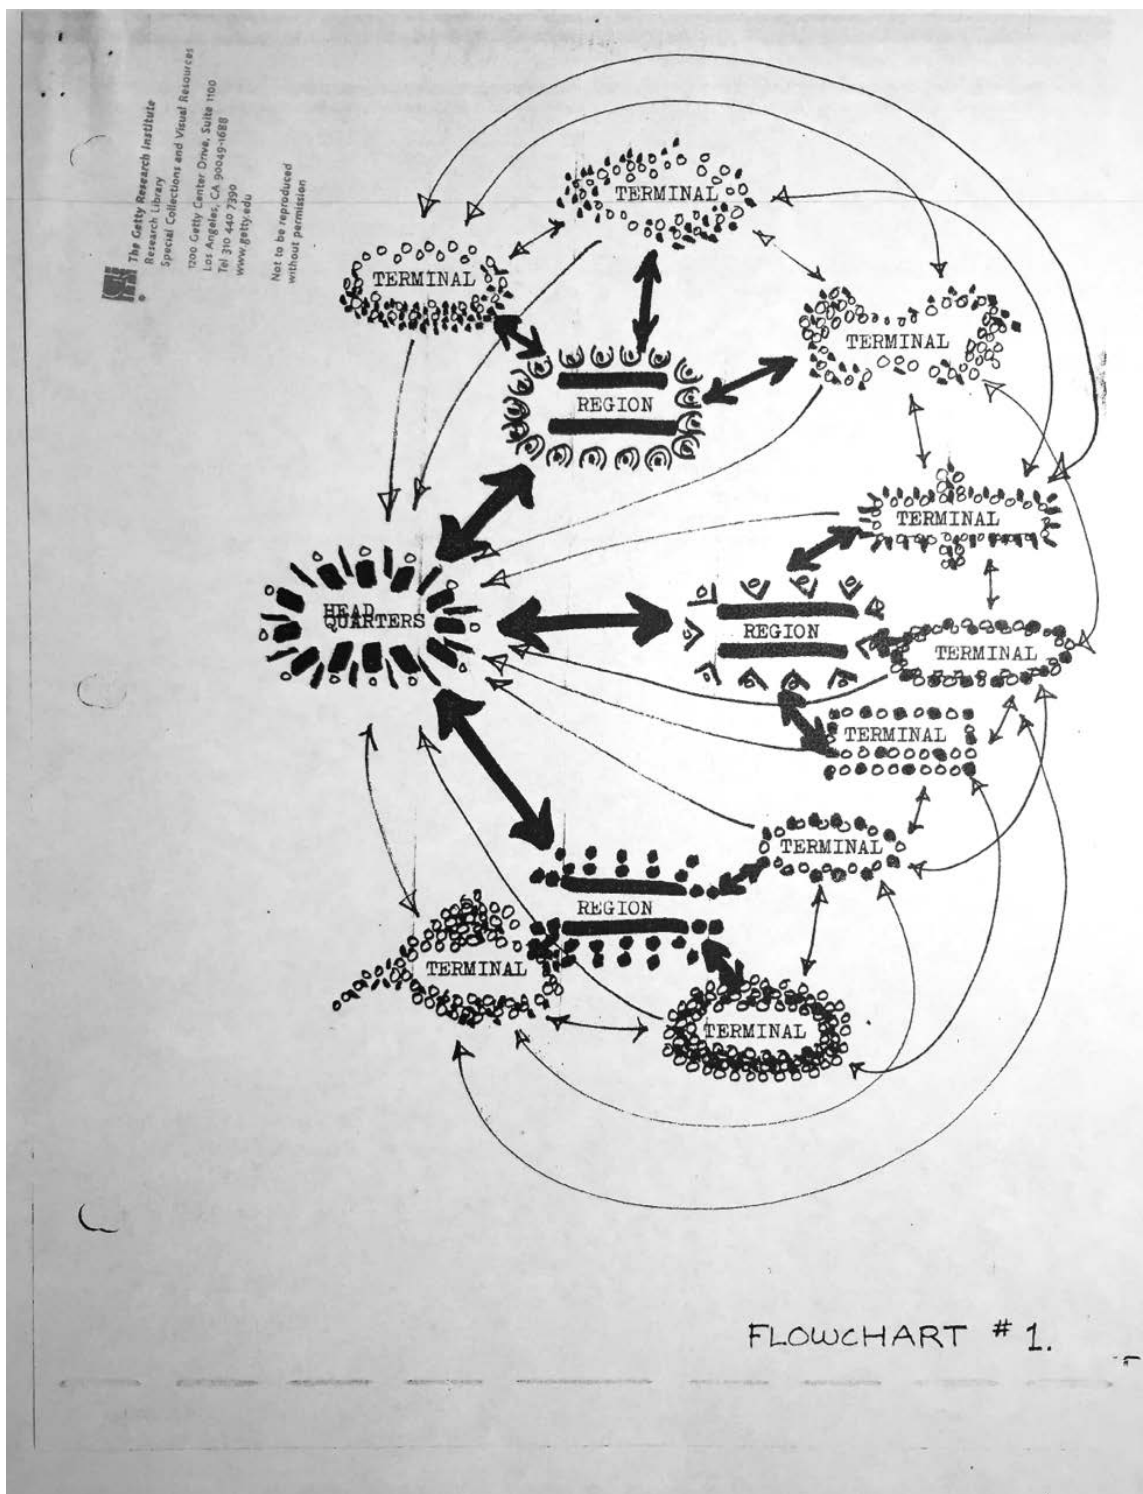 The Getty Research Institute
Research Library
Special Collections and Visual Resources
1200 Getty Center Drive, Suite 1100
Los Angeles, CA 90049-1688
Tel 310 440 7390
www.getty.edu
Not to be reproduced
without permission
TERMINAL
TERMINAL
TERMINAL
REGION
TERMINAL
HEAD
QUARTERS
REGION
TERMINAL
TERMINAL
TERMINAL
REGION
TERMINAL
TERMINAL
FLOWCHART # 1.